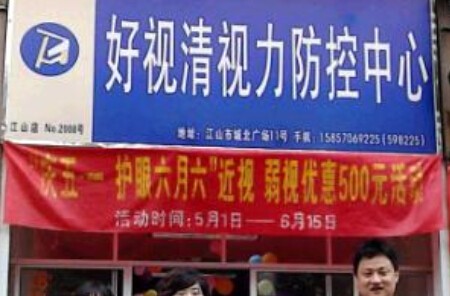 好视清视力防控中心
江山店 No.2008号
地址：江山市城北广场11号 手机：15857069225（598225）
“庆五一 护眼六月六”近视 弱视优惠500元活动
活动时间：5月1日——6月15日